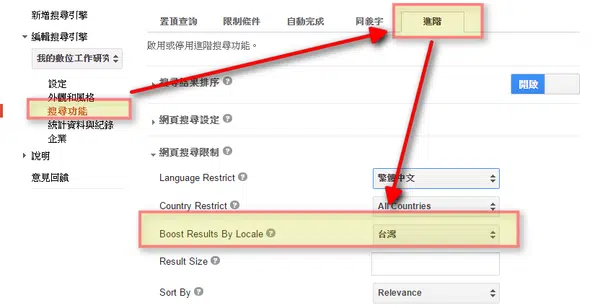 新增搜尋引擎
編輯搜尋引擎
我的數位工作研究
設定
外觀和風格
搜尋功能
統計資料與紀錄
企業
說明
意見回饋
置頂查詢 限制條件 自動完成 同義字 進階
啟用或停用進階搜尋功能。
搜尋結果排序 開啟
網頁搜尋設定
網頁搜尋限制
Language Restrict 繁體中文
Country Restrict All Countries
Boost Results By Locale 台灣
Result Size
Sort By Relevance